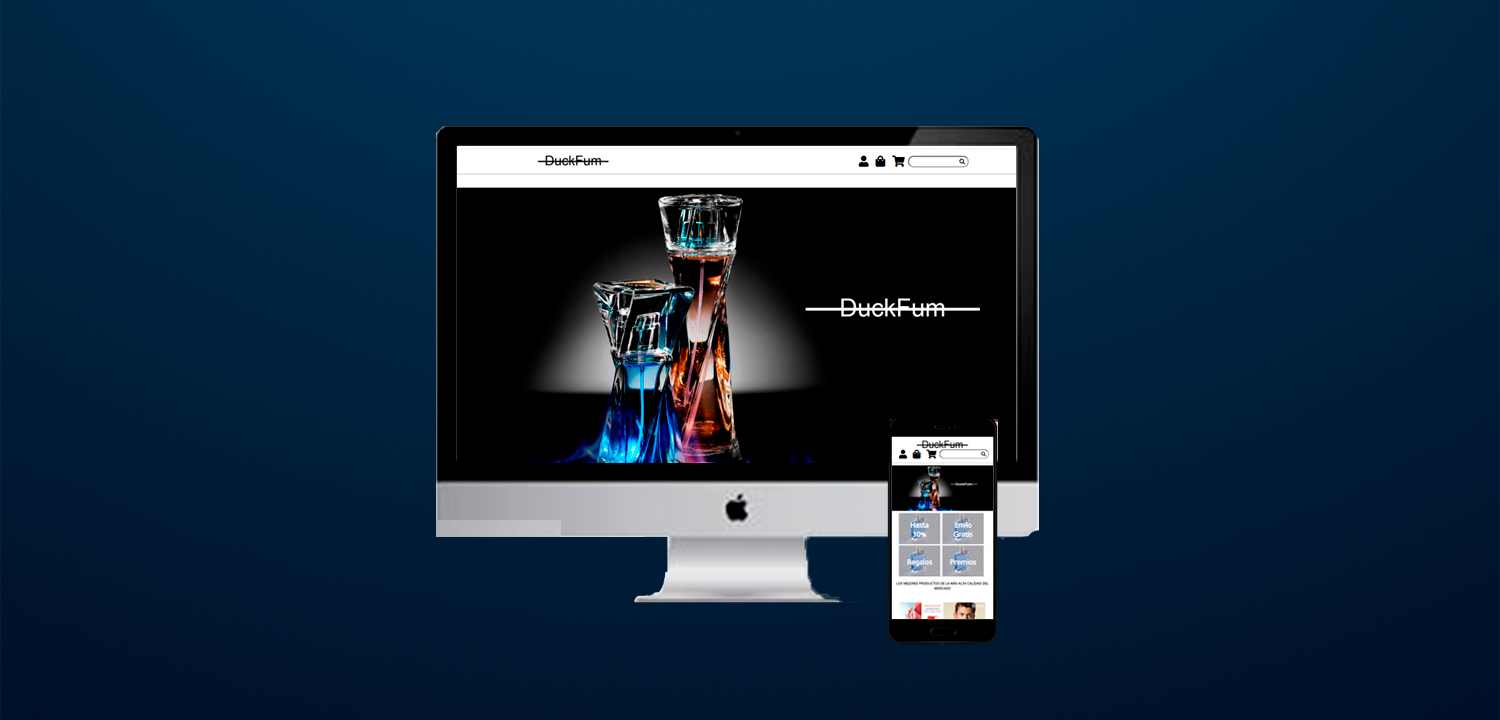 DuckFum
DuckFum
DuckFum
DuckFum
Hasta
10%
Envío
Gratis
Regalos
Premios
LOS MEJORES PRODUCTOS DE LA MÁS ALTA CALIDAD DEL
MERCADO